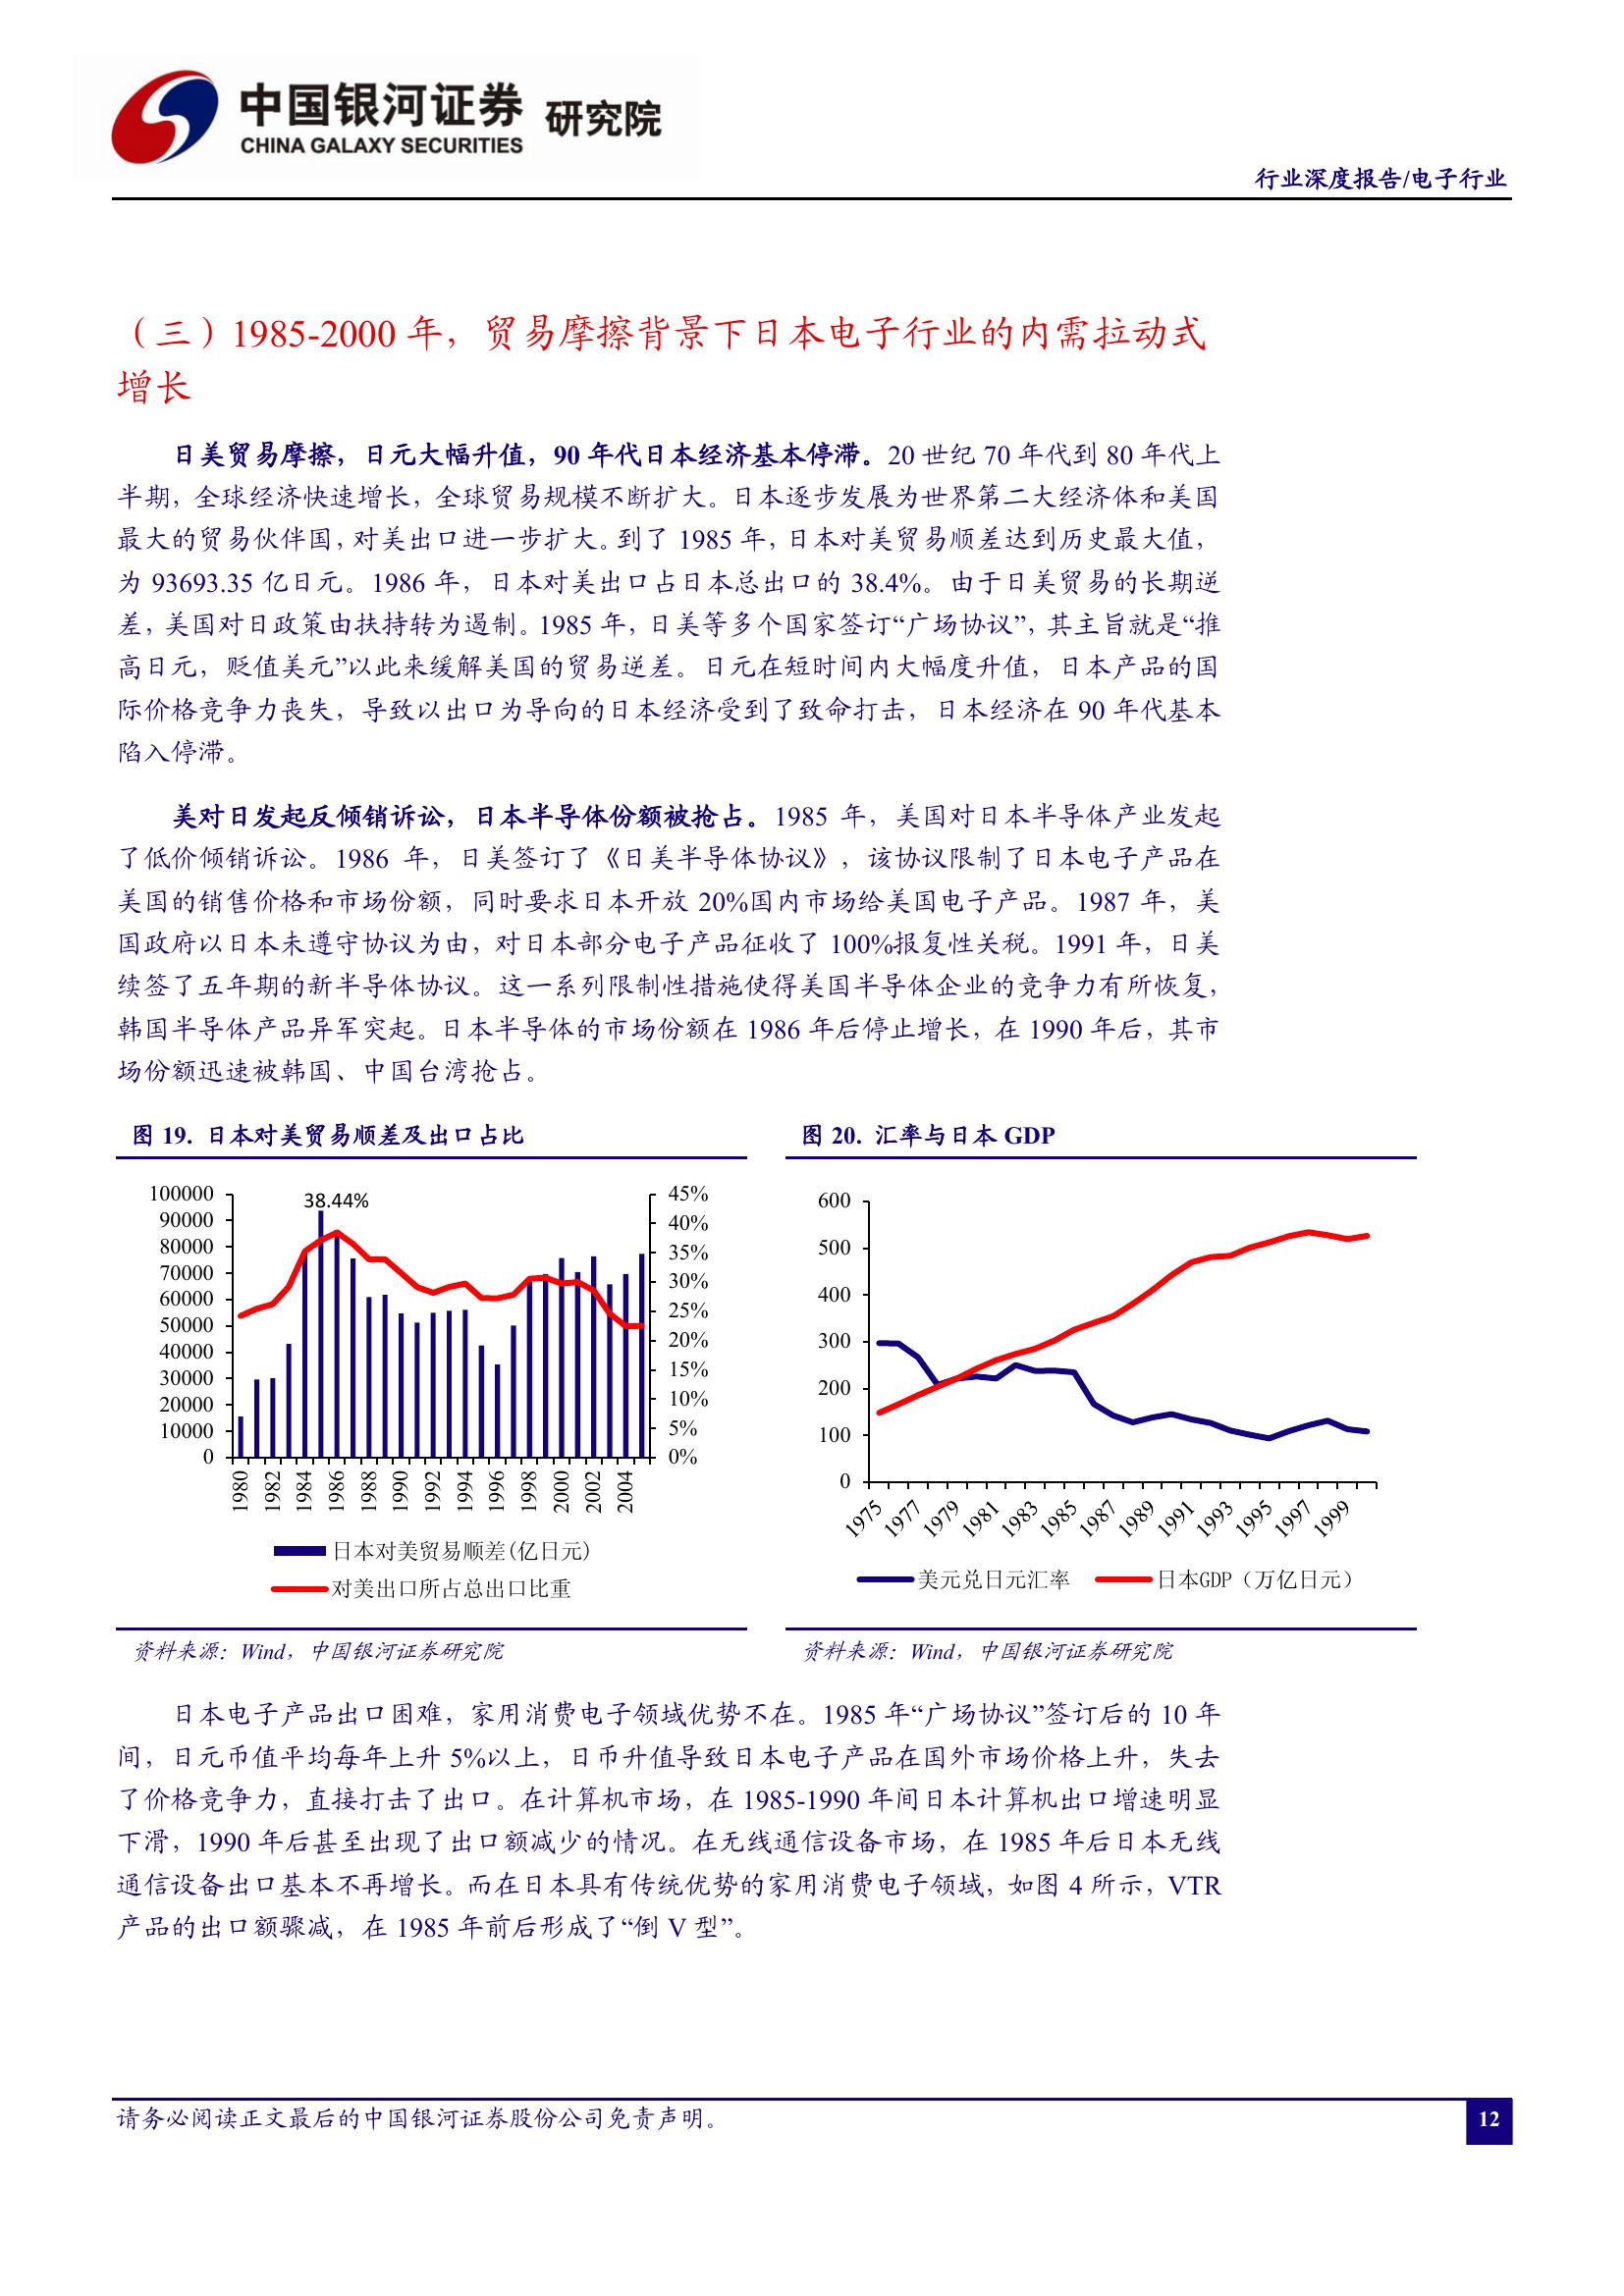 中国银河证券 研究院
CHINA GALAXY SECURITIES
行业深度报告/电子行业
（三）1985-2000 年，贸易摩擦背景下日本电子行业的内需拉动式
增长
日美贸易摩擦，日元大幅升值，90 年代日本经济基本停滞。20 世纪 70 年代到 80 年代上
半期，全球经济快速增长，全球贸易规模不断扩大。日本逐步发展为世界第二大经济体和美国
最大的贸易伙伴国，对美出口进一步扩大。到了 1985 年，日本对美贸易顺差达到历史最大值，
为 93693.35 亿日元。1986 年，日本对美出口占日本总出口的 38.4%。由于日美贸易的长期逆
差，美国对日政策由扶持转为遏制。1985 年，日美等多个国家签订“广场协议”，其主旨就是“推
高日元，贬值美元”以此来缓解美国的贸易逆差。日元在短时间内大幅度升值，日本产品的国
际价格竞争力丧失，导致以出口为导向的日本经济受到了致命打击，日本经济在 90 年代基本
陷入停滞。
美对日发起反倾销诉讼，日本半导体份额被抢占。1985 年，美国对日本半导体产业发起
了低价倾销诉讼。1986 年，日美签订了《日美半导体协议》，该协议限制了日本电子产品在
美国的销售价格和市场份额，同时要求日本开放 20%国内市场给美国电子产品。1987 年，美
国政府以日本未遵守协议为由，对日本部分电子产品征收了 100%报复性关税。1991 年，日美
续签了五年期的新半导体协议。这一系列限制性措施使得美国半导体企业的竞争力有所恢复，
韩国半导体产品异军突起。日本半导体的市场份额在 1986 年后停止增长，在 1990 年后，其市
场份额迅速被韩国、中国台湾抢占。
图 19. 日本对美贸易顺差及出口占比
38.44%
100000
90000
80000
70000
60000
50000
40000
30000
20000
10000
0
45%
40%
35%
30%
25%
20%
15%
10%
5%
0%
1980 1982 1984 1986 1988 1990 1992 1994 1996 1998 2000 2002 2004
日本对美贸易顺差(亿日元)
对美出口所占总出口比重
资料来源：Wind，中国银河证券研究院
图 20. 汇率与日本 GDP
600
500
400
300
200
100
0
1975 1977 1979 1981 1983 1985 1987 1989 1991 1993 1995 1997 1999
美元兑日元汇率 日本GDP（万亿日元）
资料来源：Wind，中国银河证券研究院
日本电子产品出口困难，家用消费电子领域优势不在。1985 年“广场协议”签订后的 10 年
间，日元币值平均每年上升 5%以上，日币升值导致日本电子产品在国外市场价格上升，失去
了价格竞争力，直接打击了出口。在计算机市场，在 1985-1990 年间日本计算机出口增速明显
下滑，1990 年后甚至出现了出口额减少的情况。在无线通信设备市场，在 1985 年后日本无线
通信设备出口基本不再增长。而在日本具有传统优势的家用消费电子领域，如图 4 所示，VTR
产品的出口额骤减，在 1985 年前后形成了“倒 V 型”。
请务必阅读正文最后的中国银河证券股份公司免责声明。
12